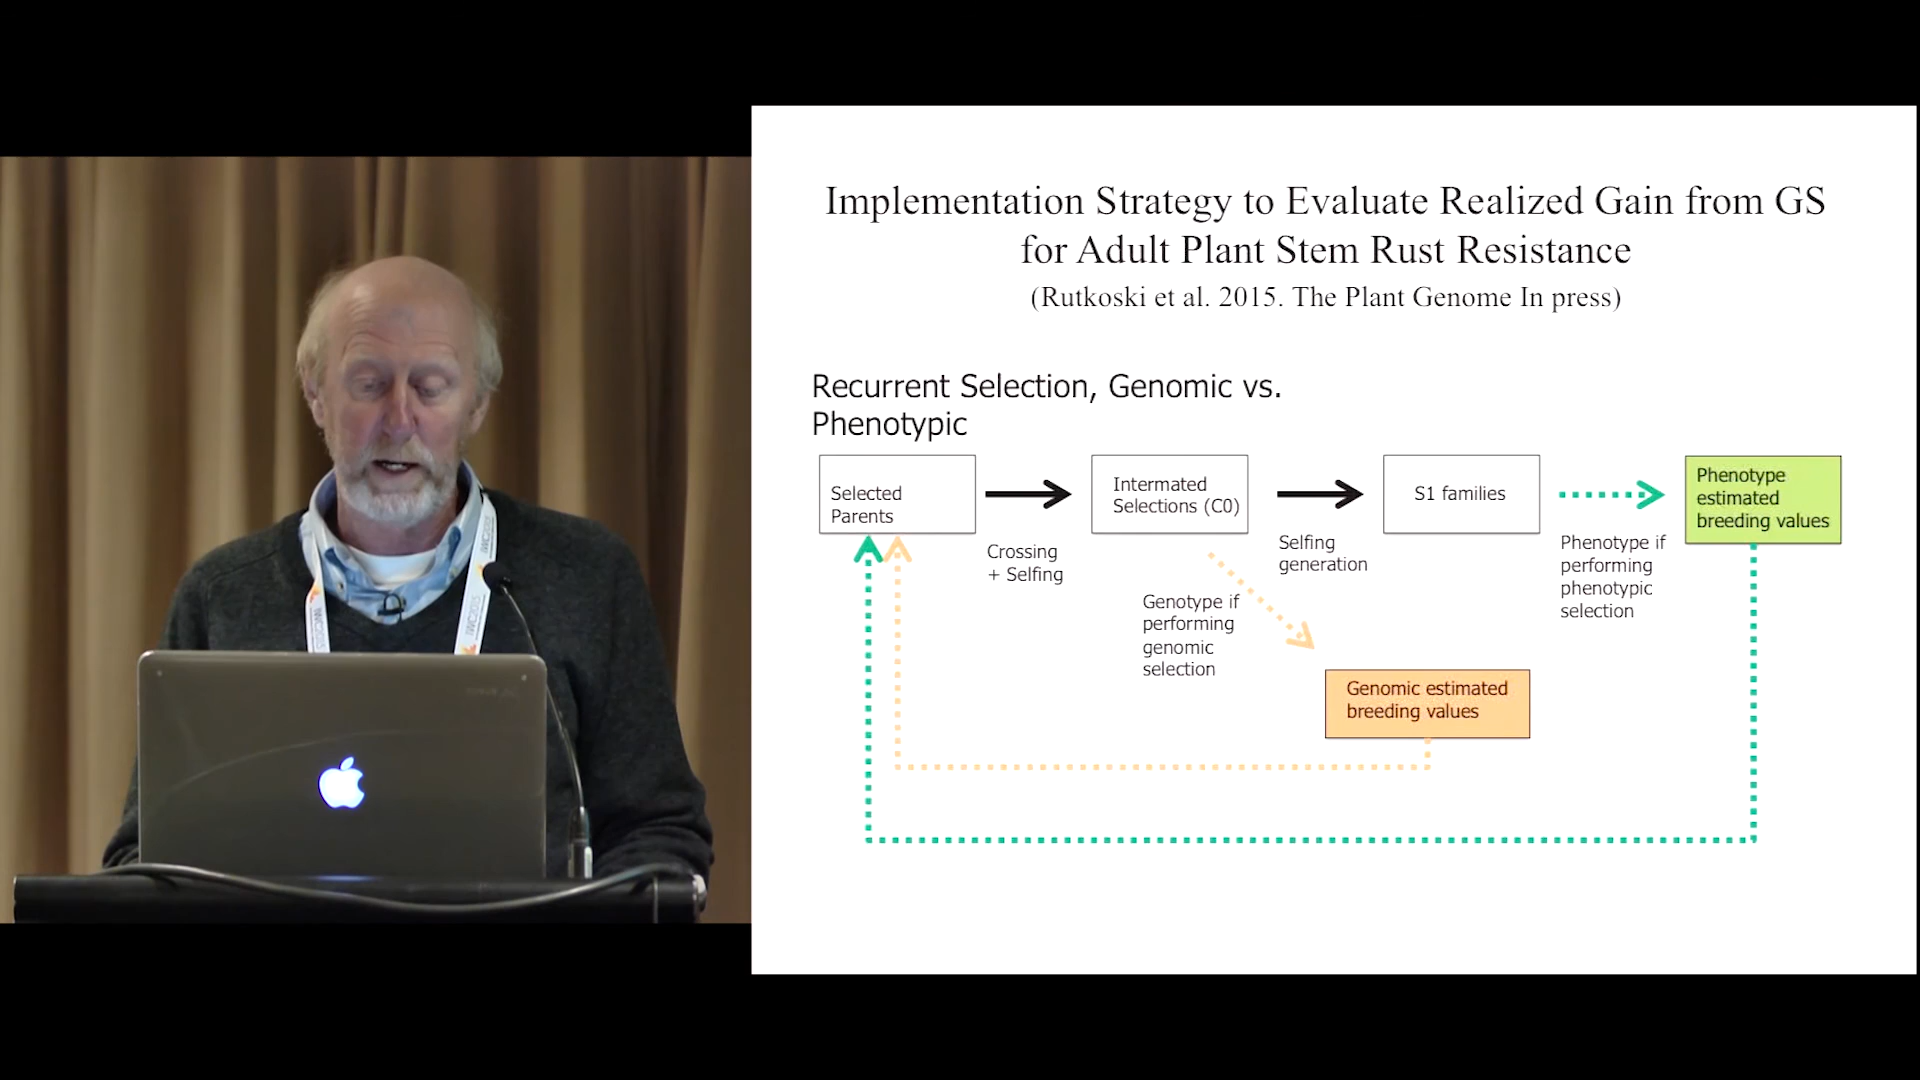 Implementation Strategy to Evaluate Realized Gain from GS
for Adult Plant Stem Rust Resistance
(Rutkoski et al. 2015. The Plant Genome In press)
Recurrent Selection, Genomic vs.
Phenotypic
Selected
Parents
Crossing
+ Selfing
Intermated
Selections (C0)
Selfing
generation
S1 families
Phenotype if
performing
phenotypic
selection
Phenotype
estimated
breeding values
Genotype if
performing
genomic
selection
Genomic estimated
breeding values